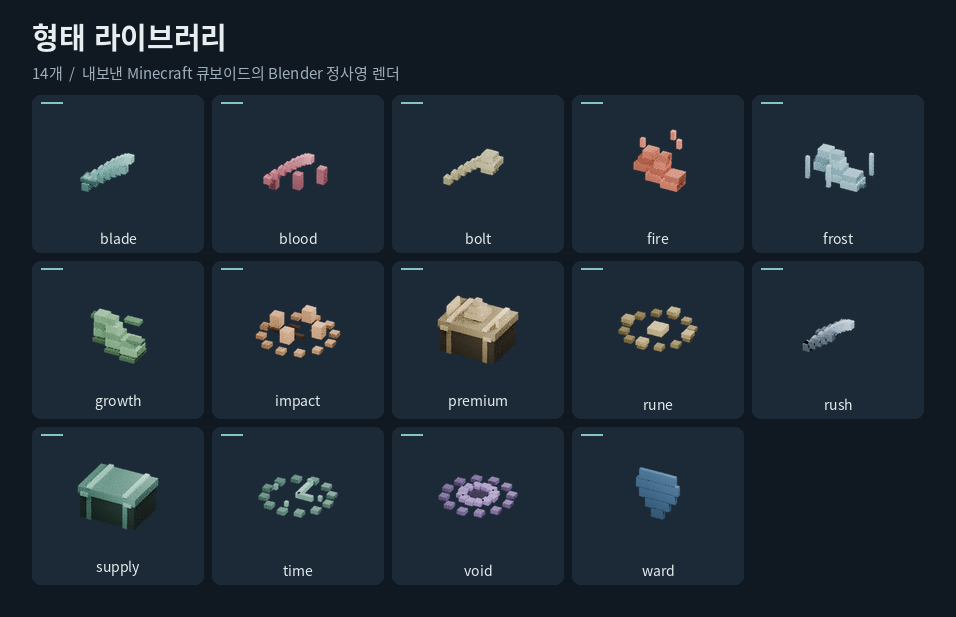 형태 라이브러리
14개 / 내보낸 Minecraft 큐보이드의 Blender 정사영 렌더
blade
blood
bolt
fire
frost
growth
impact
premium
rune
rush
supply
time
void
ward